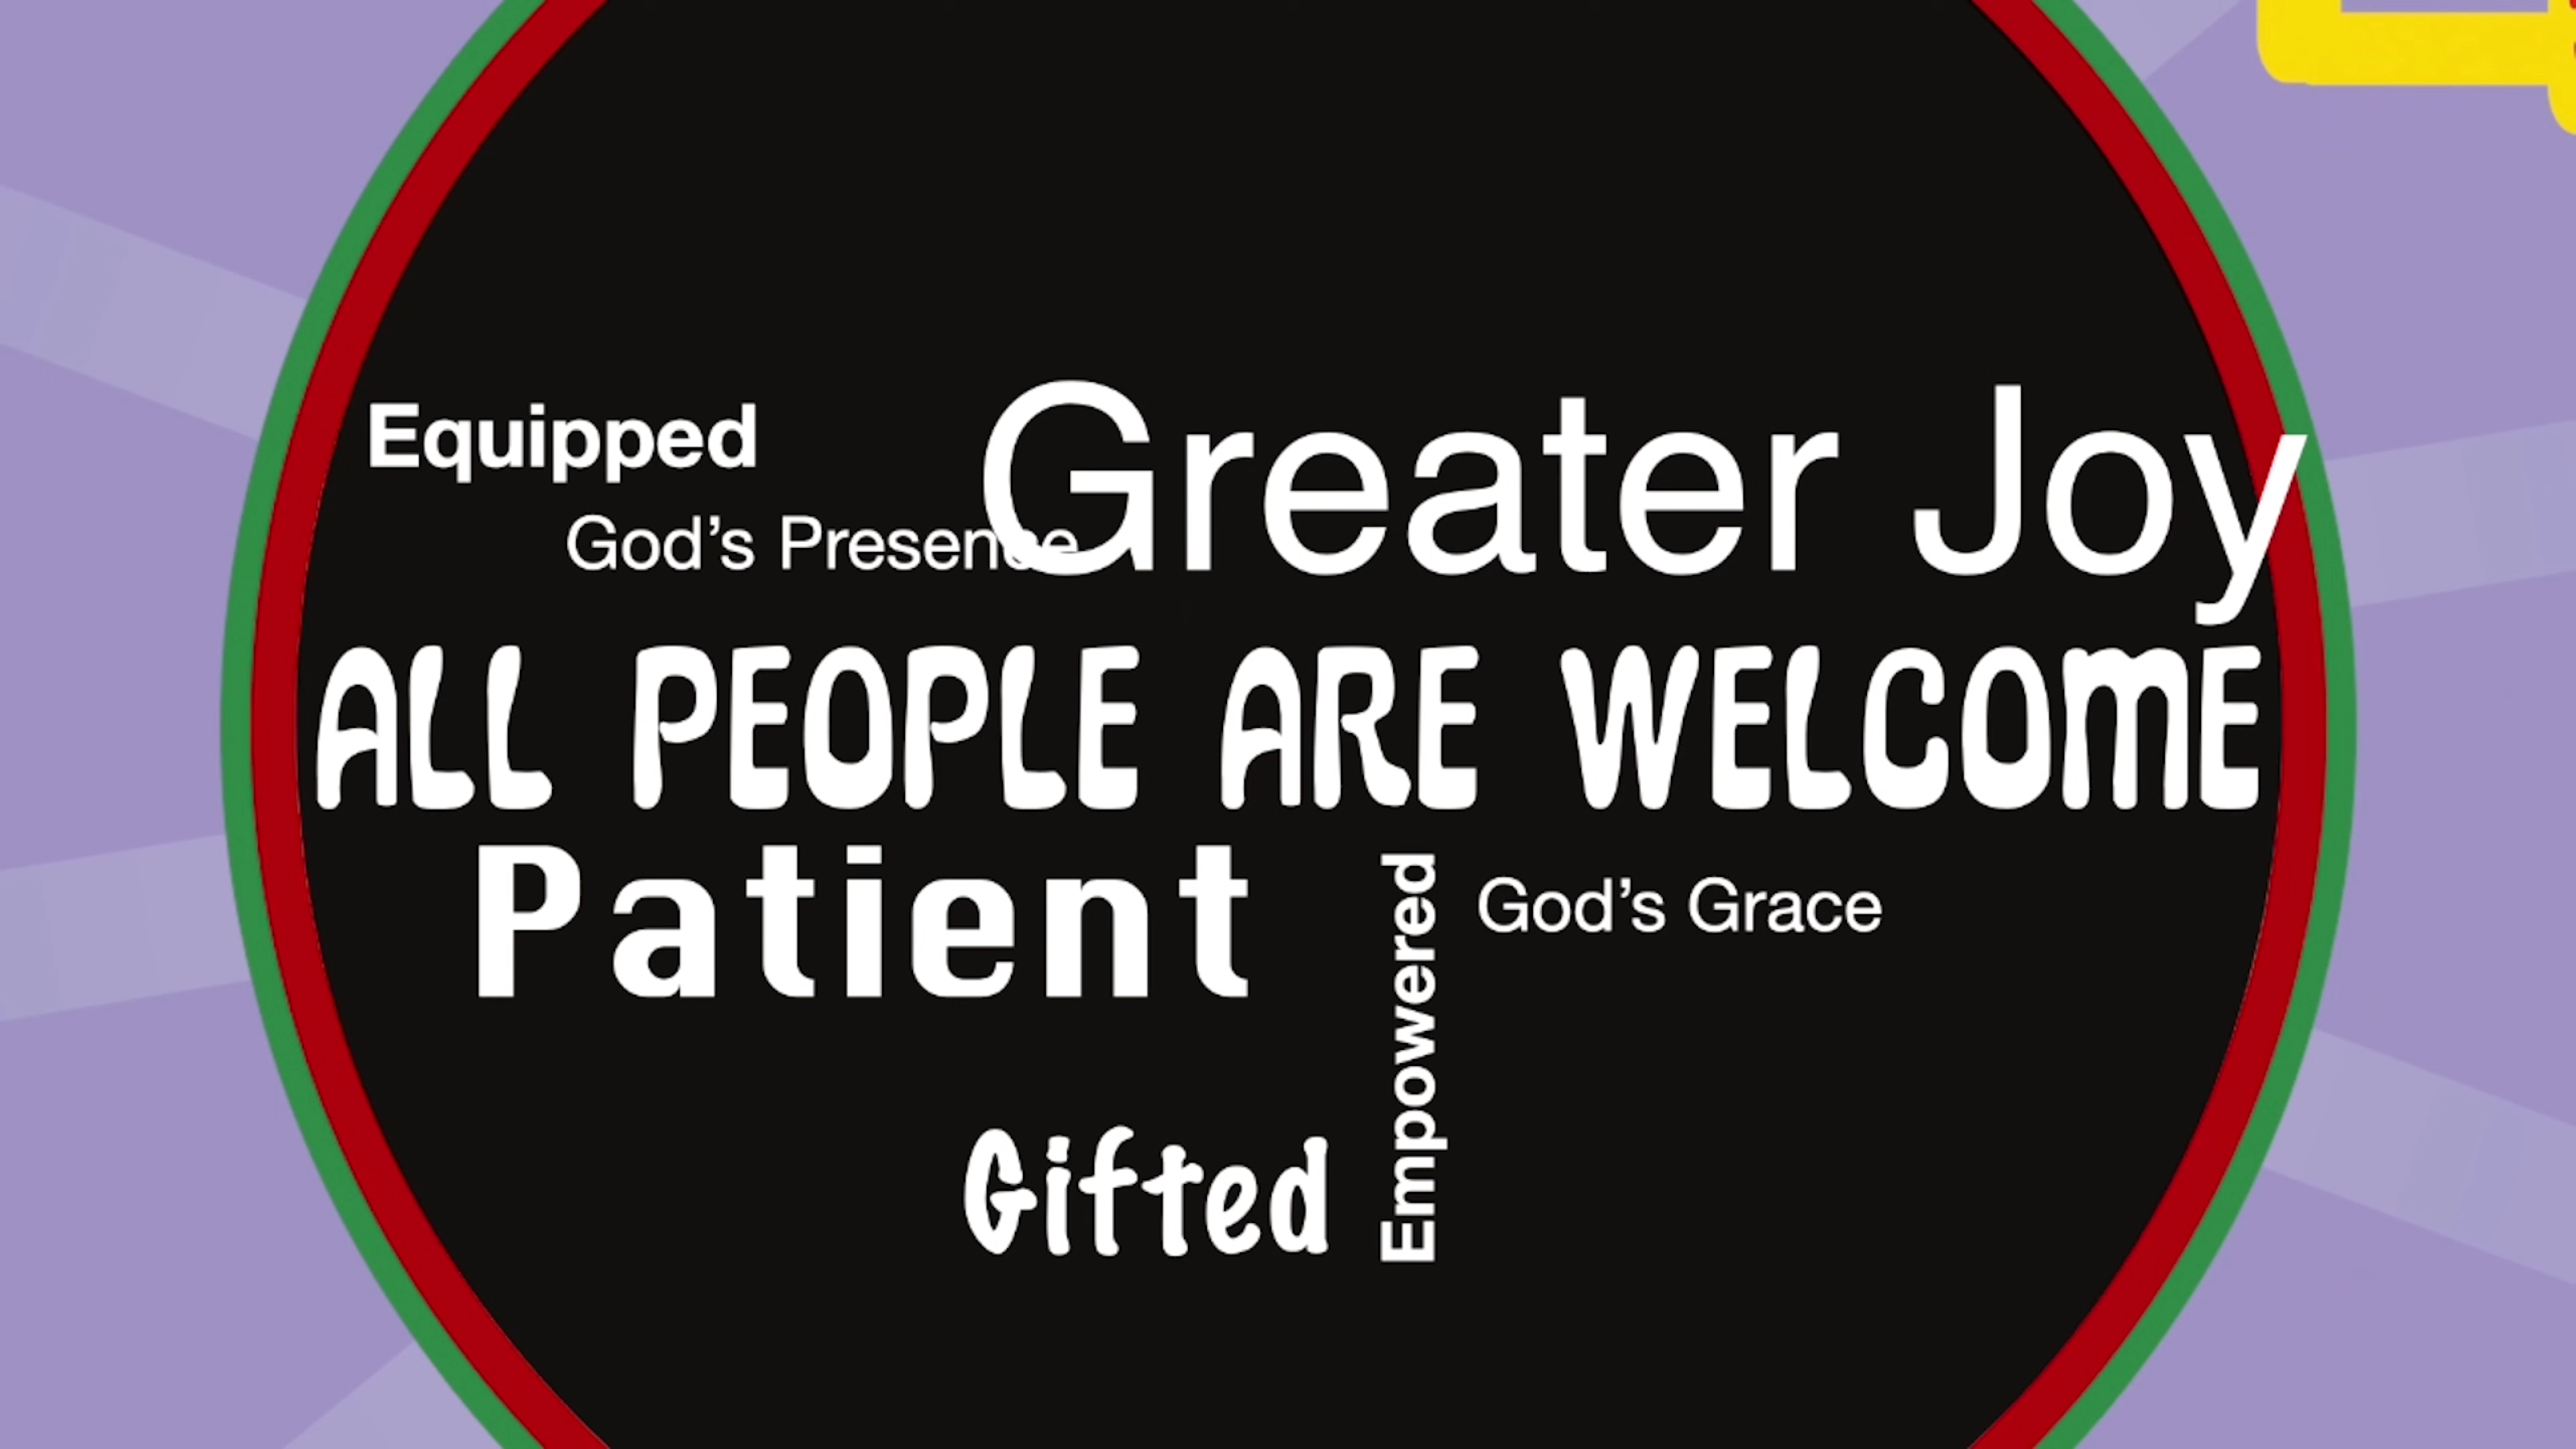 Equipped
Greater Joy
God's Presence
ALL PEOPLE ARE WELCOME
Patient
Empowered
God's Grace
Gifted